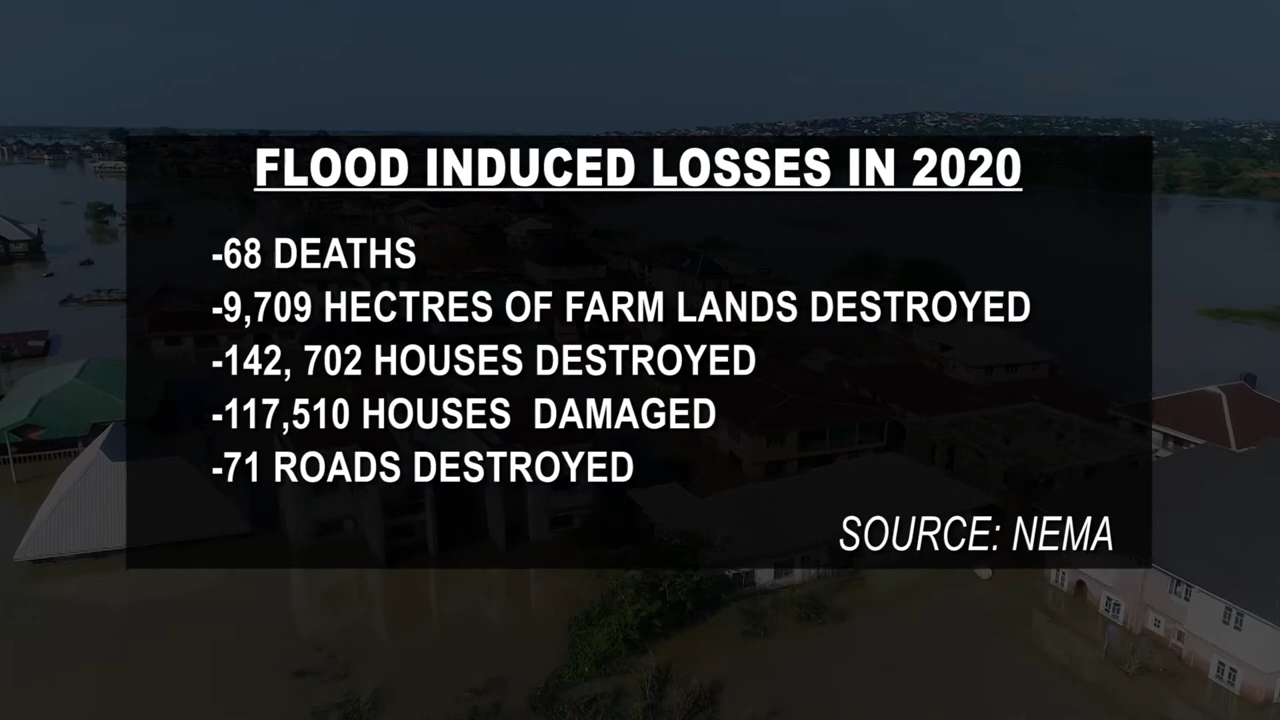 FLOOD INDUCED LOSSES IN 2020
-68 DEATHS
-9,709 HECTRES OF FARM LANDS DESTROYED
-142, 702 HOUSES DESTROYED
-117,510 HOUSES  DAMAGED
-71 ROADS DESTROYED
SOURCE: NEMA